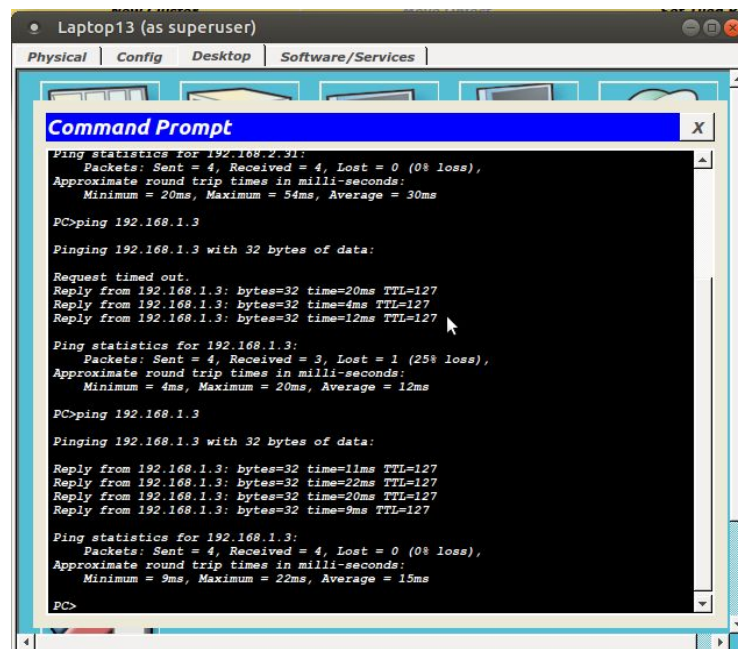 Laptop13 (as superuser)
Physical Config Desktop Software/Services
Command Prompt X
Ping statistics for 192.168.2.31:
Packets: Sent = 4, Received = 4, Lost = 0 (0% loss),
Approximate round trip times in milli-seconds:
Minimum = 20ms, Maximum = 54ms, Average = 30ms
PC>ping 192.168.1.3
Pinging 192.168.1.3 with 32 bytes of data:
Request timed out.
Reply from 192.168.1.3: bytes=32 time=20ms TTL=127
Reply from 192.168.1.3: bytes=32 time=4ms TTL=127
Reply from 192.168.1.3: bytes=32 time=12ms TTL=127
Ping statistics for 192.168.1.3:
Packets: Sent = 4, Received = 3, Lost = 1 (25% loss),
Approximate round trip times in milli-seconds:
Minimum = 4ms, Maximum = 20ms, Average = 12ms
PC>ping 192.168.1.3
Pinging 192.168.1.3 with 32 bytes of data:
Reply from 192.168.1.3: bytes=32 time=11ms TTL=127
Reply from 192.168.1.3: bytes=32 time=22ms TTL=127
Reply from 192.168.1.3: bytes=32 time=20ms TTL=127
Reply from 192.168.1.3: bytes=32 time=9ms TTL=127
Ping statistics for 192.168.1.3:
Packets: Sent = 4, Received = 4, Lost = 0 (0% loss),
Approximate round trip times in milli-seconds:
Minimum = 9ms, Maximum = 22ms, Average = 15ms
PC>